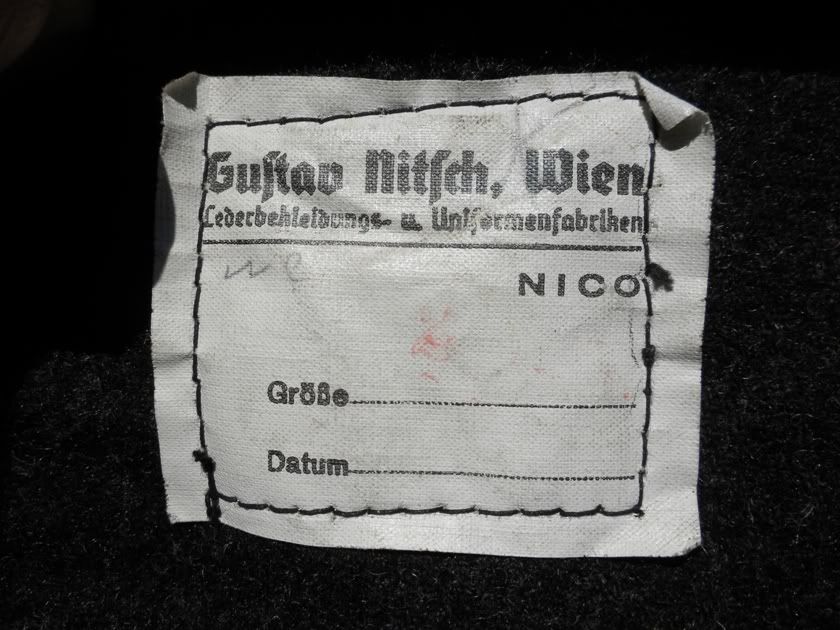 Gustav Nitsch, Wien
Lederbekleidungs- u. Uniformenfabriken
NICO
Größe
Datum